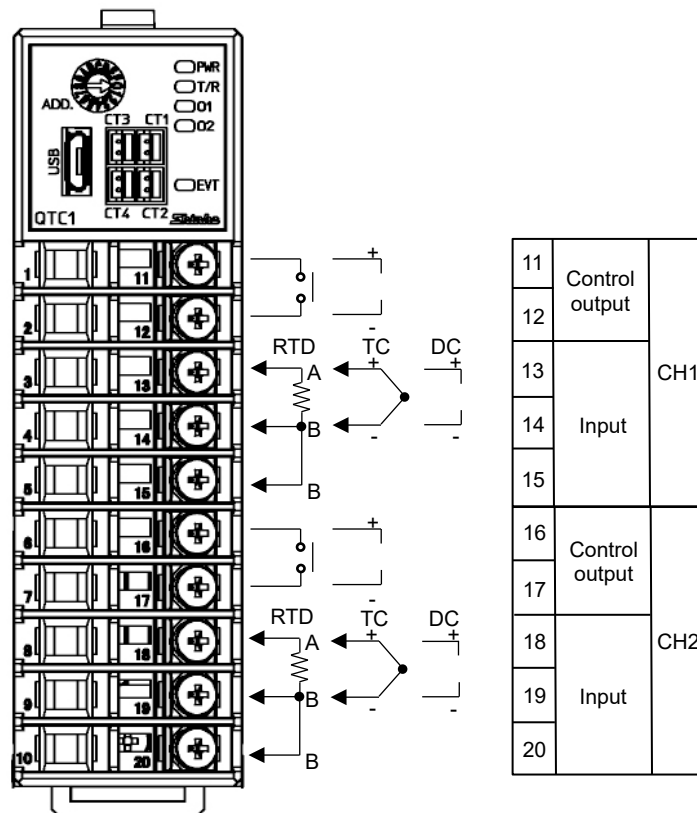 PWR
T/R
O1
O2
EVT
ADD.
CT3 CT1
USB
CT4 CT2
QTC1
Shinko
1 11
2 12
3 13
4 14
5 15
6 16
7 17
8 18
9 19
10 20
+
-
RTD TC DC
A + +
B - -
B
+
-
RTD TC DC
A + +
B - -
B
11 Control output CH1
12
13 Input
14
15
16 Control output CH2
17
18 Input
19
20